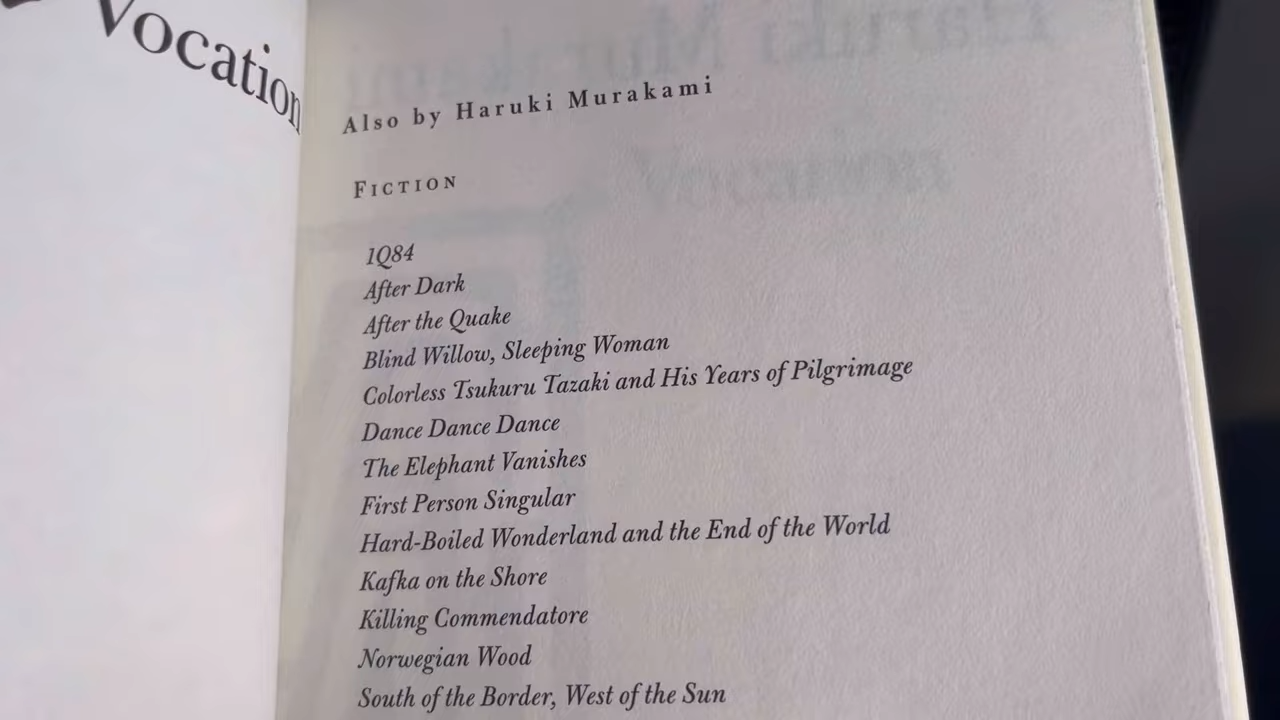 Vocation
Also by Haruki Murakami
FICTION
1Q84
After Dark
After the Quake
Blind Willow, Sleeping Woman
Colorless Tsukuru Tazaki and His Years of Pilgrimage
Dance Dance Dance
The Elephant Vanishes
First Person Singular
Hard-Boiled Wonderland and the End of the World
Kafka on the Shore
Killing Commendatore
Norwegian Wood
South of the Border, West of the Sun